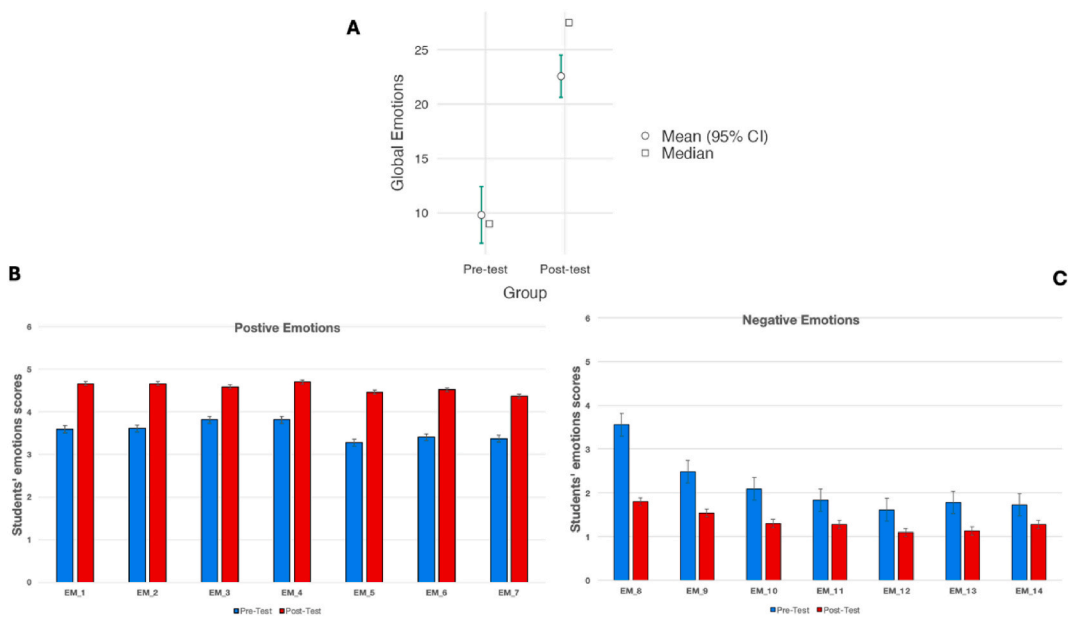 A
Global Emotions
25
20
15
10
Pre-test Post-test
Group
Mean (95% CI)
Median
B
Postive Emotions
Students' emotions scores
6
5
4
3
2
1
0
EM_1 EM_2 EM_3 EM_4 EM_5 EM_6 EM_7
Pre-Test Post-Test
C
Negative Emotions
Students' emotions scores
6
5
4
3
2
1
0
EM_8 EM_9 EM_10 EM_11 EM_12 EM_13 EM_14
Pre-Test Post-Test